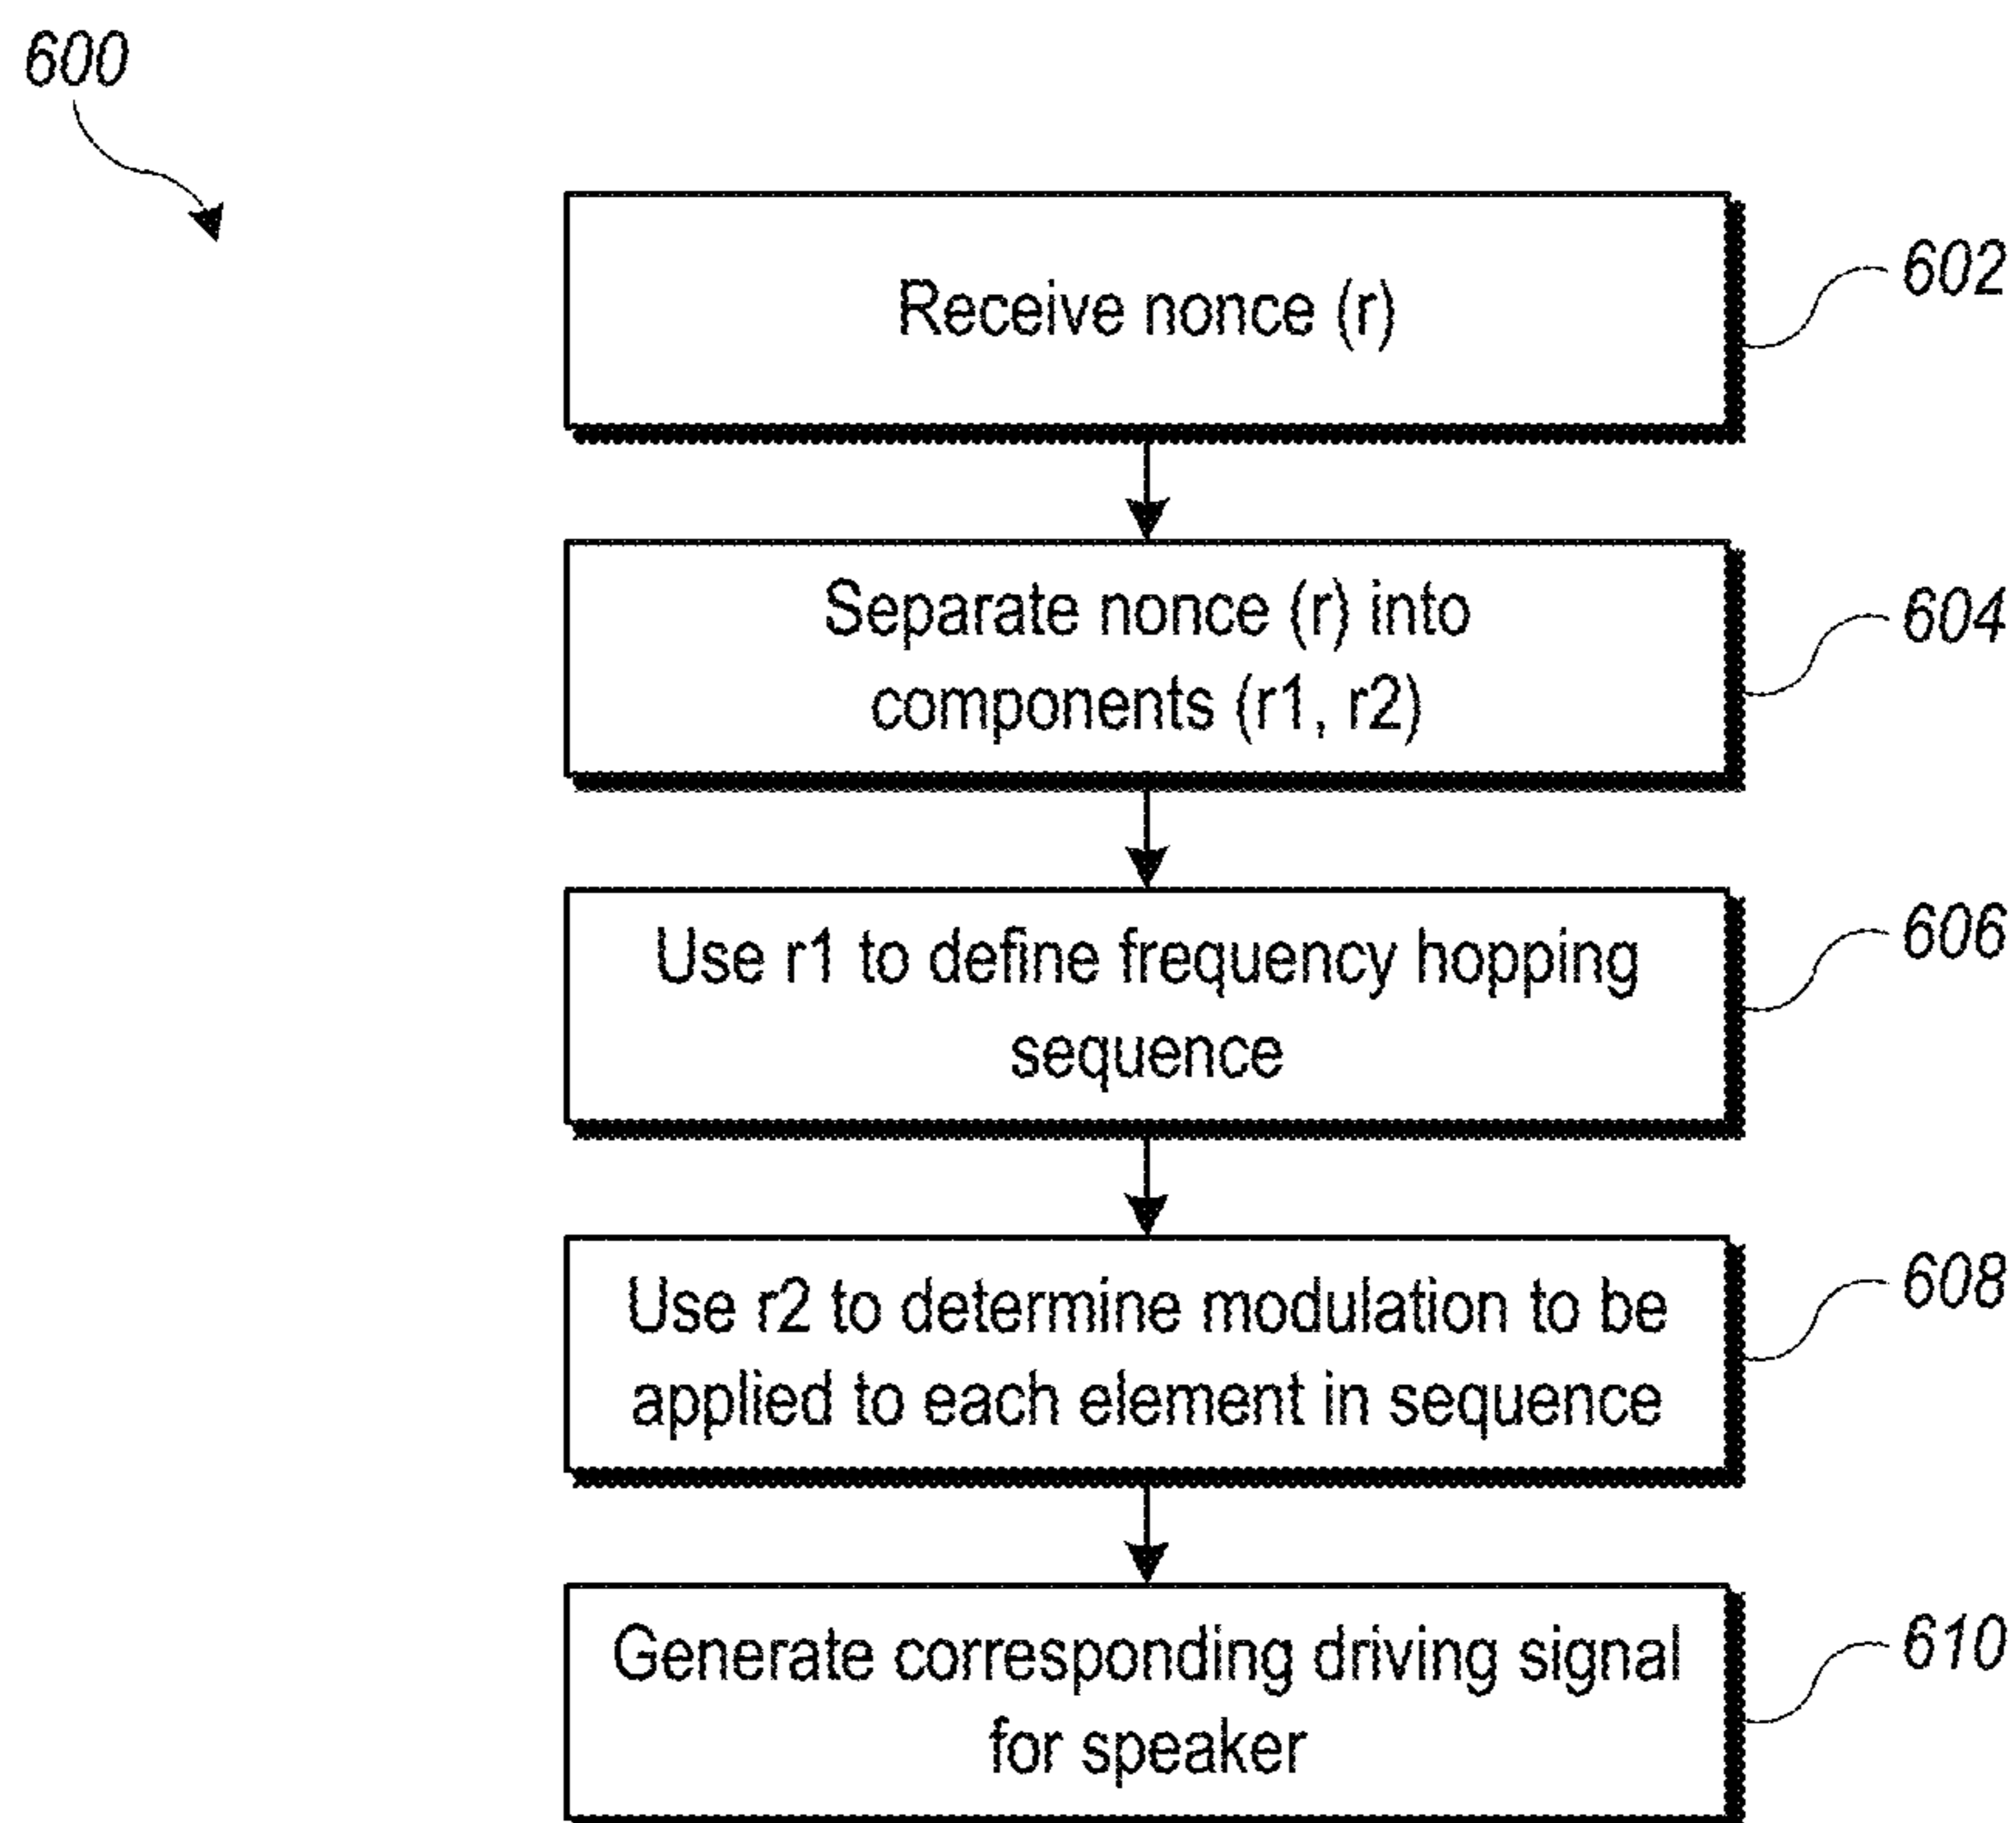 600
Receive nonce (r)
602
Separate nonce (r) into
components (r1, r2)
604
Use r1 to define frequency hopping
sequence
606
Use r2 to determine modulation to be
applied to each element in sequence
608
Generate corresponding driving signal
for speaker
610